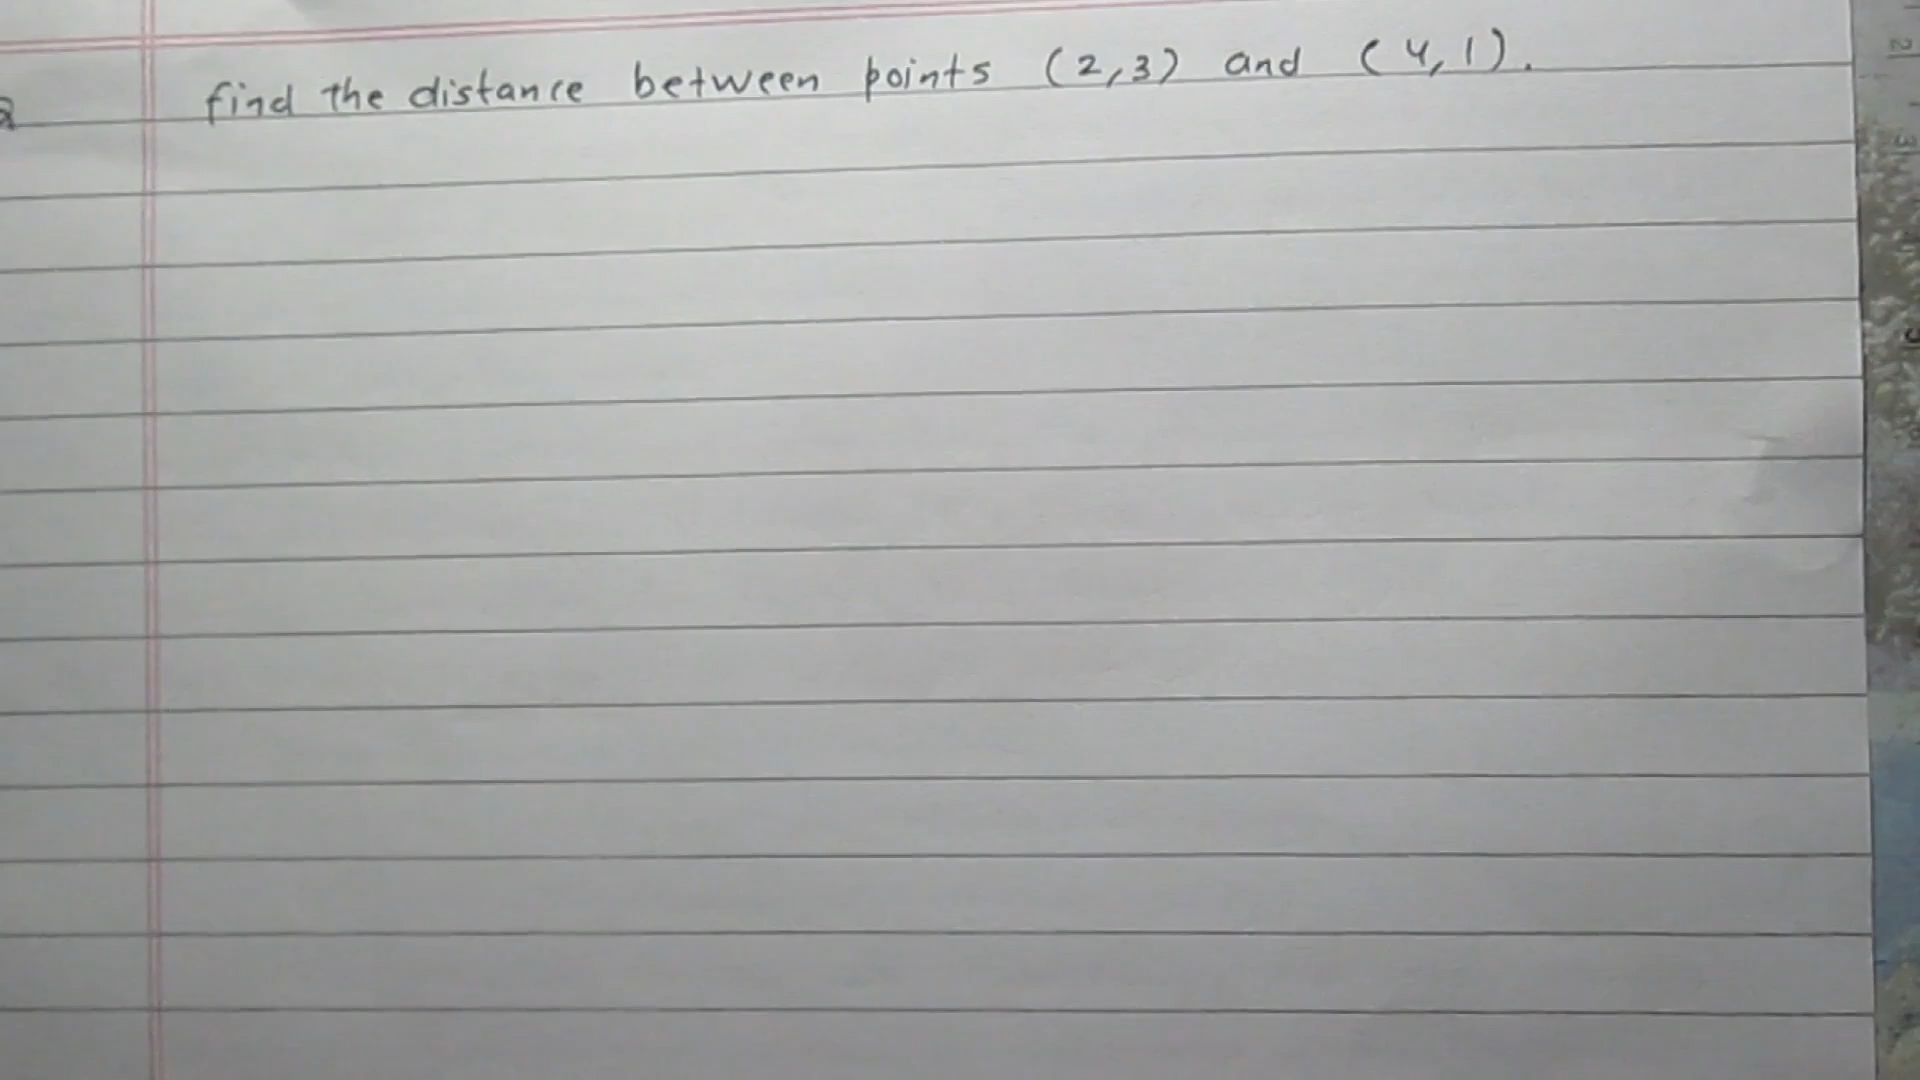 find the distance between points (2,3) and (4,1).